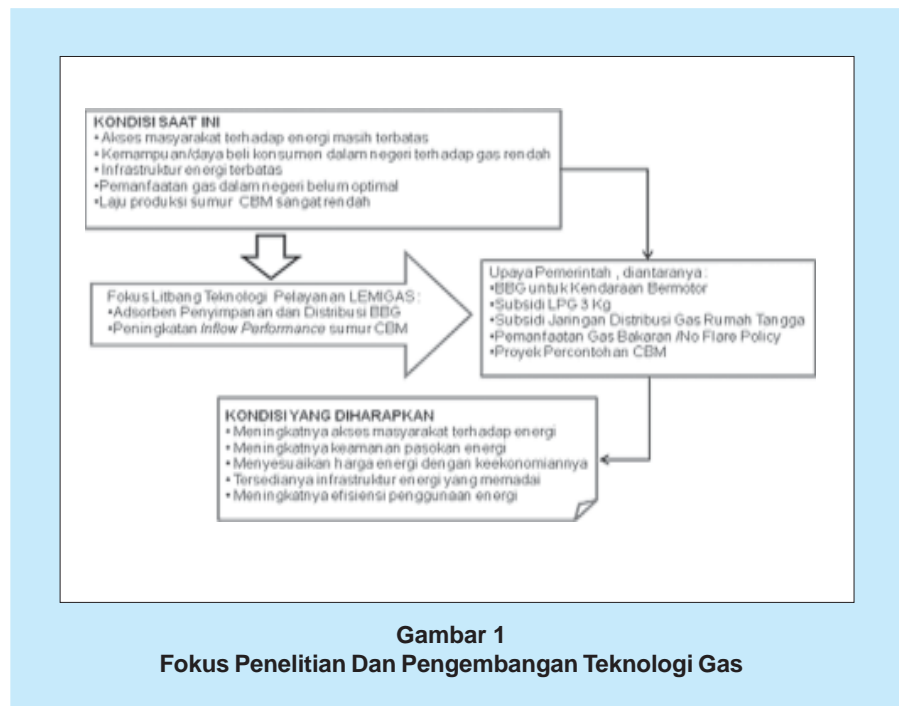 KONDISI SAAT INI
•Akses masyarakat terhadap energi masih terbatas
•Kemampuan/daya beli konsumen dalam negeri terhadap gas rendah
•Infrastruktur energi terbatas
•Pemanfaatan gas dalam negeri belum optimal
•Laju produksi sumur CBM sangat rendah
Fokus Litbang Teknologi Pelayanan LEMIGAS :
•Adsorben Penyimpanan dan Distribusi BBG
•Peningkatan Inflow Performance sumur CBM
Upaya Pemerintah , diantaranya :
•BBG untuk Kendaraan Bermotor
•Subsidi LPG 3 Kg
•Subsidi Jaringan Distribusi Gas Rumah Tangga
•Pemanfaatan Gas Bakaran /No Flare Policy
•Proyek Percontohan CBM
KONDISI YANG DIHARAPKAN
•Meningkatnya akses masyarakat terhadap energi
•Meningkatnya keamanan pasokan energi
•Menyesuaikan harga energi dengan keekonomiannya
•Tersedianya infrastruktur energi yang memadai
•Meningkatnya efisiensi penggunaan energi
Gambar 1
Fokus Penelitian Dan Pengembangan Teknologi Gas